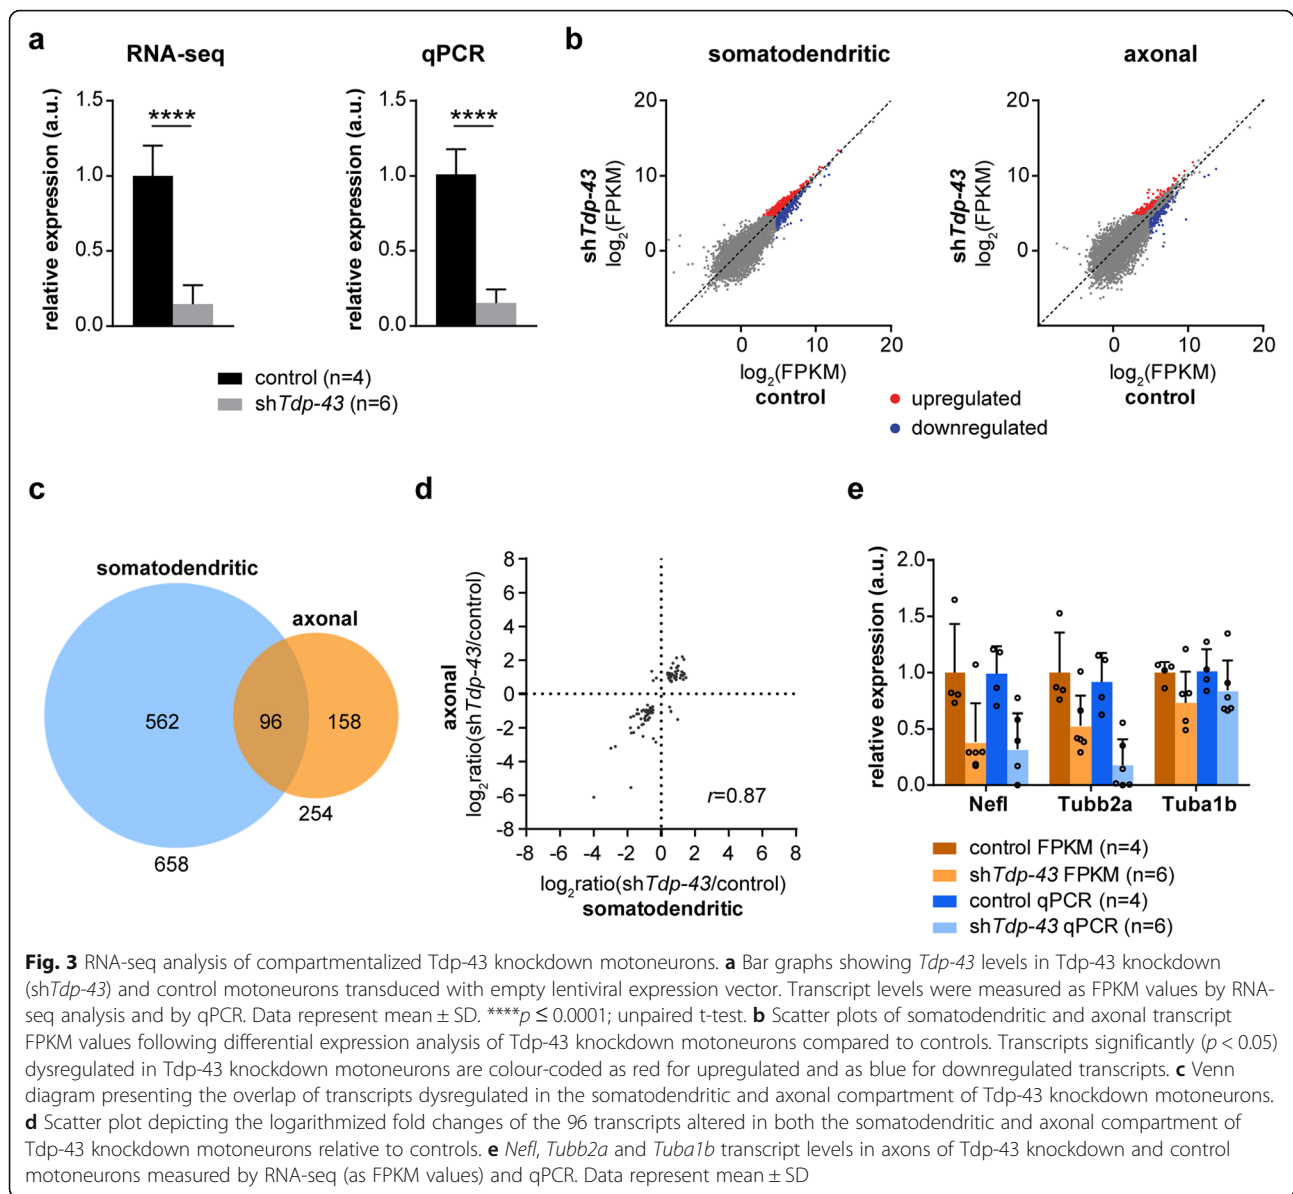 a
RNA-seq
qPCR
relative expression (a.u.)
1.5
1.0
0.5
0.0
****
relative expression (a.u.)
1.5
1.0
0.5
0.0
****
control (n=4)
shTdp-43 (n=6)
b
somatodendritic
axonal
shTdp-43
log2(FPKM)
20
10
0
0
10
20
log2(FPKM)
control
shTdp-43
log2(FPKM)
20
10
0
0
10
20
log2(FPKM)
control
upregulated
downregulated
c
somatodendritic
axonal
562
96
158
254
658
d
axonal
log2ratio(shTdp-43/control)
8
6
4
2
0
-2
-4
-6
-8
r=0.87
-8 -6 -4 -2 0 2 4 6 8
log2ratio(shTdp-43/control)
somatodendritic
e
relative expression (a.u.)
2.0
1.5
1.0
0.5
0.0
Nefl
Tubb2a
Tuba1b
control FPKM (n=4)
shTdp-43 FPKM (n=6)
control qPCR (n=4)
shTdp-43 qPCR (n=6)
Fig. 3 RNA-seq analysis of compartmentalized Tdp-43 knockdown motoneurons. a Bar graphs showing Tdp-43 levels in Tdp-43 knockdown
(shTdp-43) and control motoneurons transduced with empty lentiviral expression vector. Transcript levels were measured as FPKM values by RNA-
seq analysis and by qPCR. Data represent mean ± SD. ****p ≤ 0.0001; unpaired t-test. b Scatter plots of somatodendritic and axonal transcript
FPKM values following differential expression analysis of Tdp-43 knockdown motoneurons compared to controls. Transcripts significantly (p < 0.05)
dysregulated in Tdp-43 knockdown motoneurons are colour-coded as red for upregulated and as blue for downregulated transcripts. c Venn
diagram presenting the overlap of transcripts dysregulated in the somatodendritic and axonal compartment of Tdp-43 knockdown motoneurons.
d Scatter plot depicting the logarithmized fold changes of the 96 transcripts altered in both the somatodendritic and axonal compartment of
Tdp-43 knockdown motoneurons relative to controls. e Nefl, Tubb2a and Tuba1b transcript levels in axons of Tdp-43 knockdown and control
motoneurons measured by RNA-seq (as FPKM values) and qPCR. Data represent mean ± SD